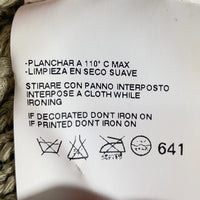 -PLANCHAR A 110° C MAX
-LIMPIEZA EN SECO SUAVE
STIRARE CON PANNO INTERPOSTO
INTERPOSE A CLOTH WHILE
IRONING
IF DECORATED DONT IRON ON
IF PRINTED DONT IRON ON
641